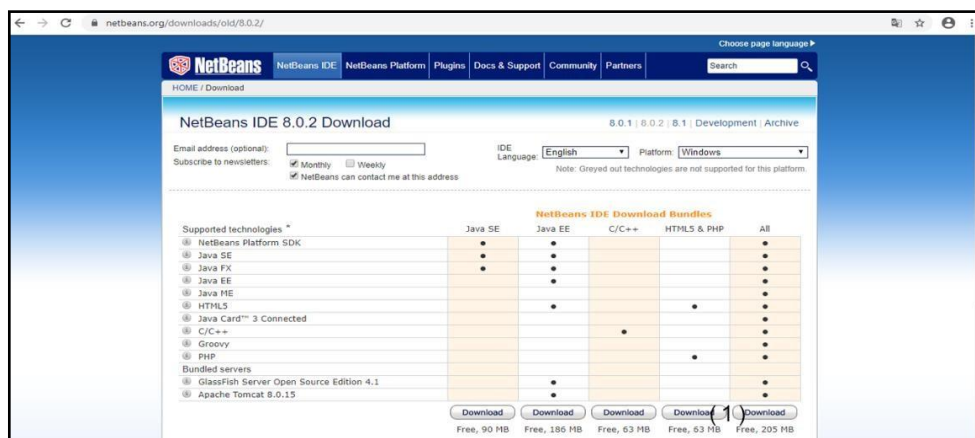 netbeans.org/downloads/old/8.0.2/
Choose page language
NetBeans NetBeans IDE NetBeans Platform Plugins Docs & Support Community Partners Search
HOME / Download
NetBeans IDE 8.0.2 Download 8.0.1 | 8.0.2 | 8.1 | Development | Archive
Email address (optional): IDE Language: English Platform: Windows
Subscribe to newsletters: Monthly Weekly
NetBeans can contact me at this address
Note: Greyed out technologies are not supported for this platform.
NetBeans IDE Download Bundles
Supported technologies * Java SE Java EE C/C++ HTML5 & PHP All
NetBeans Platform SDK
Java SE
Java FX
Java EE
Java ME
HTML5
Java Card™ 3 Connected
C/C++
Groovy
PHP
Bundled servers
GlassFish Server Open Source Edition 4.1
Apache Tomcat 8.0.15
Download Download Download Download (1) Download
Free, 90 MB Free, 186 MB Free, 63 MB Free, 63 MB Free, 205 MB